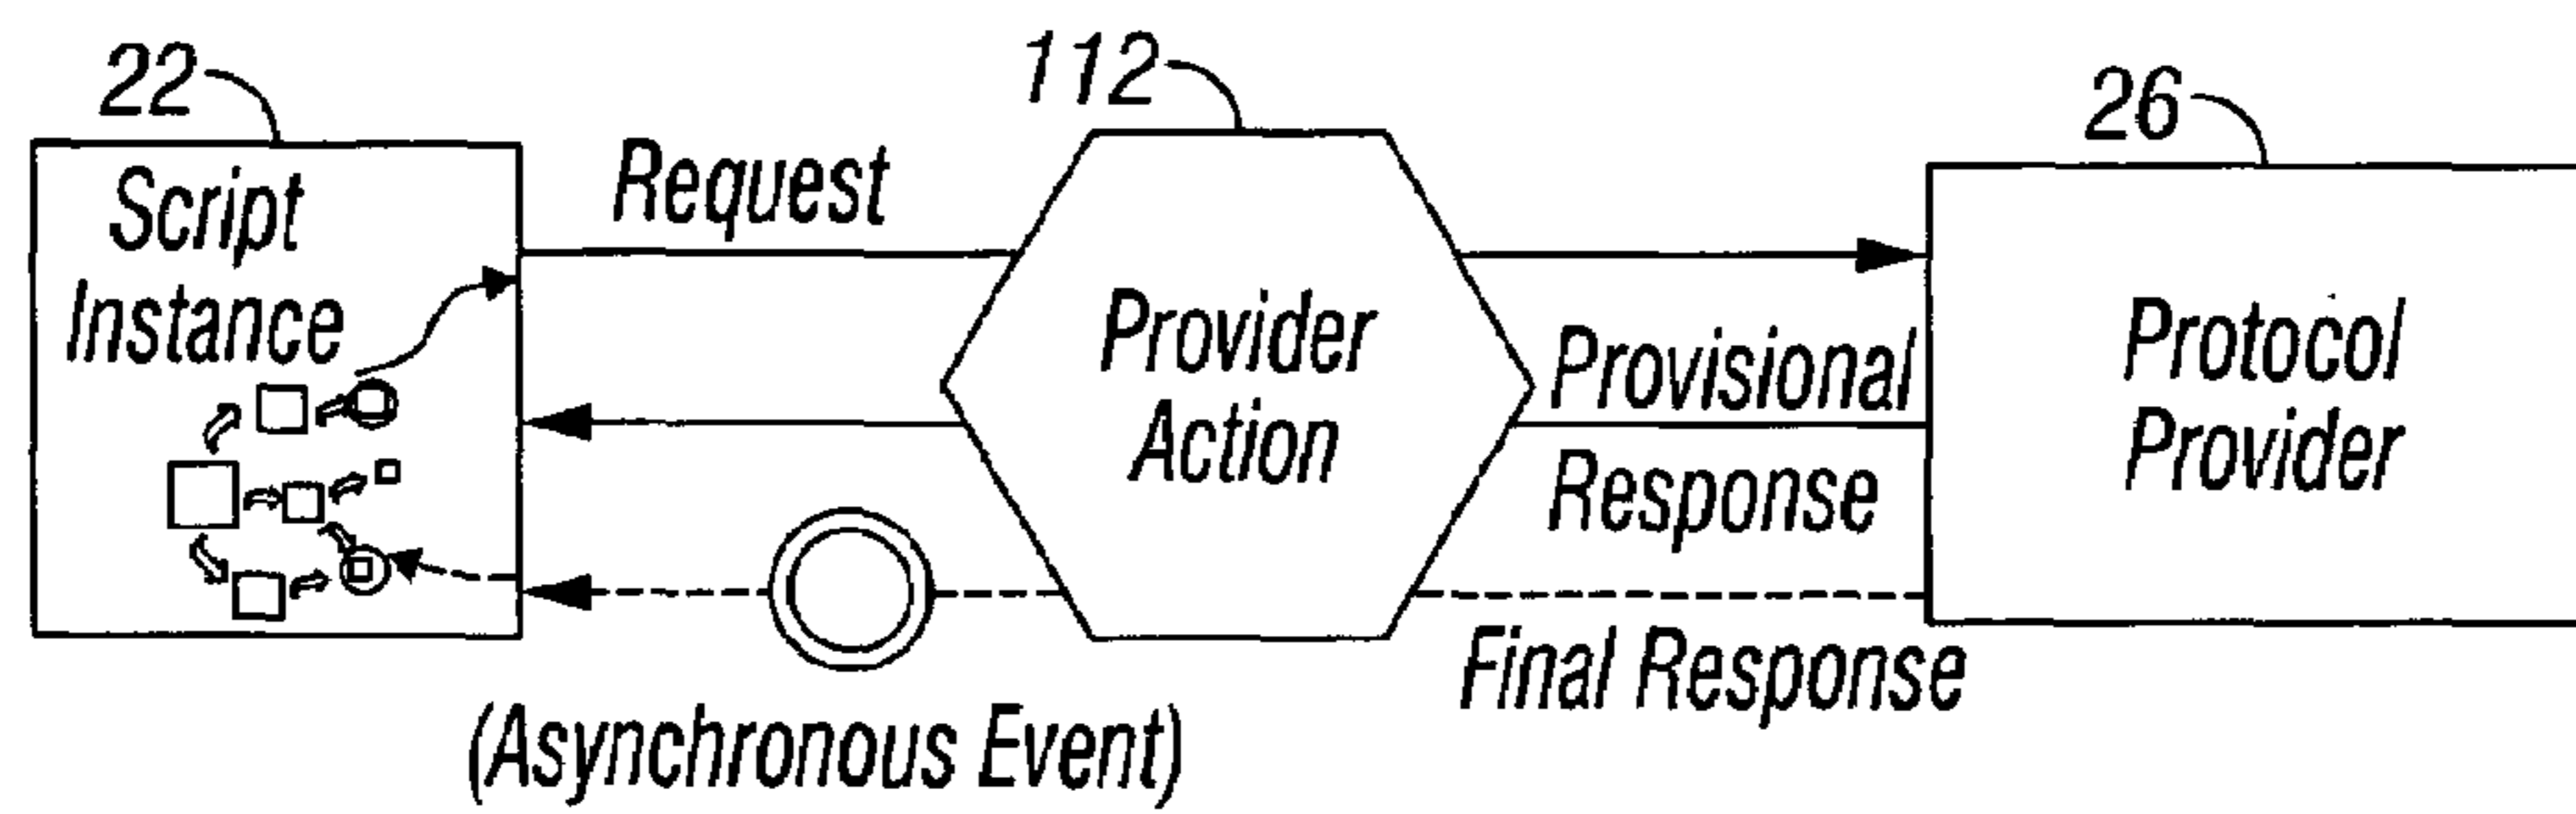 22
112
26
Script
Instance
Request
Provider
Action
Provisional
Response
Protocol
Provider
Final Response
(Asynchronous Event)